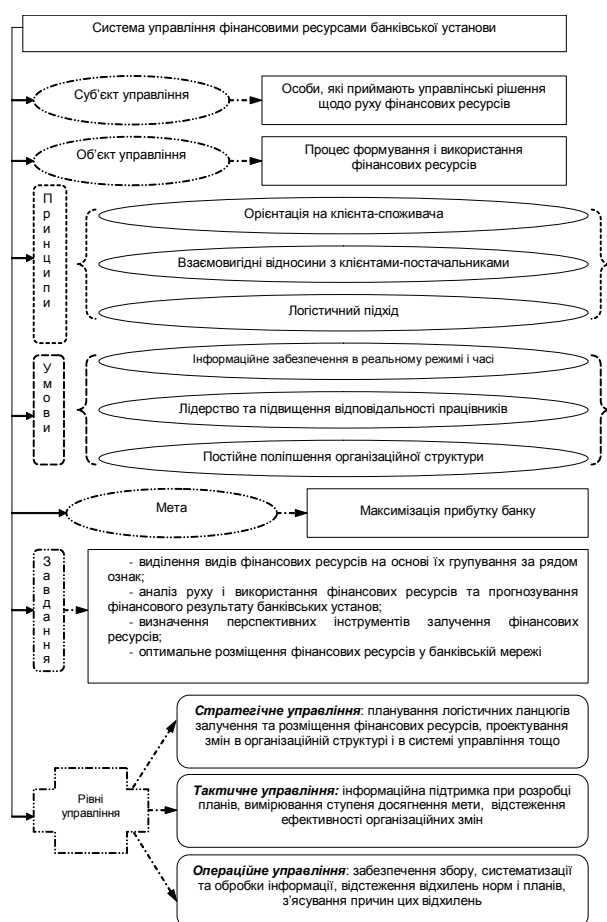 Система управління фінансовими ресурсами банківської установи
Суб’єкт управління
Особи, які приймають управлінські рішення
щодо руху фінансових ресурсів
Об’єкт управління
Процес формування і використання
фінансових ресурсів
Принципи
Орієнтація на клієнта-споживача
Взаємовигідні відносини з клієнтами-постачальниками
Логістичний підхід
Умови
Інформаційне забезпечення в реальному режимі і часі
Лідерство та підвищення відповідальності працівників
Постійне поліпшення організаційної структури
Мета
Максимізація прибутку банку
Завдання
- виділення видів фінансових ресурсів на основі їх групування за рядом
ознак;
- аналіз руху і використання фінансових ресурсів та прогнозування
фінансового результату банківських установ;
- визначення перспективних інструментів залучення фінансових
ресурсів;
- оптимальне розміщення фінансових ресурсів у банківській мережі
Рівні
управління
Стратегічне управління: планування логістичних ланцюгів
залучення та розміщення фінансових ресурсів, проектування
змін в організаційній структурі і в системі управління тощо
Тактичне управління: інформаційна підтримка при розробці
планів, вимірювання ступеня досягнення мети, відстеження
ефективності організаційних змін
Операційне управління: забезпечення збору, систематизації
та обробки інформації, відстеження відхилень норм і планів,
з’ясування причин цих відхилень